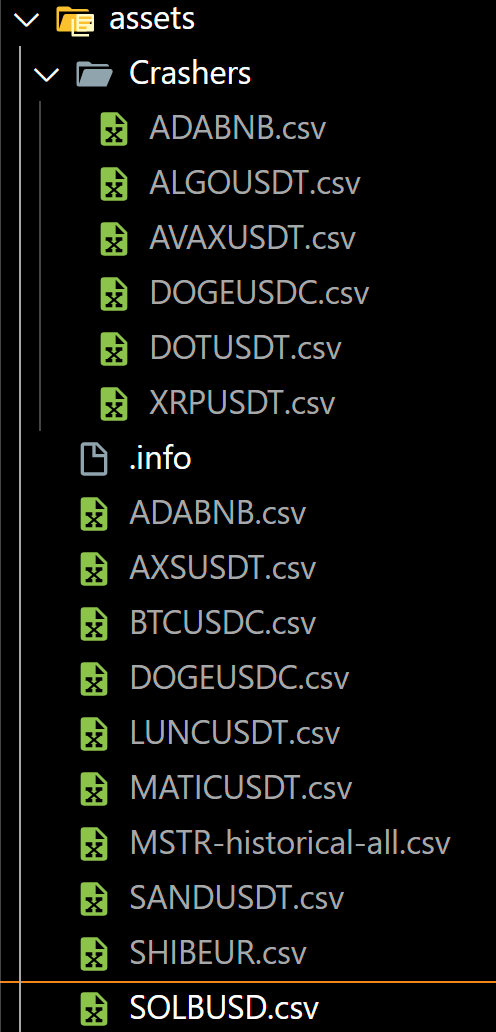 assets
Crashers
ADABNB.csv
ALGOUSDT.csv
AVAXUSDT.csv
DOGEUSDC.csv
DOTUSDT.csv
XRPUSDT.csv
.info
ADABNB.csv
AXSUSDT.csv
BTCUSDC.csv
DOGEUSDC.csv
LUNCUSDT.csv
MATICUSDT.csv
MSTR-historical-all.csv
SANDUSDT.csv
SHIBEUR.csv
SOLBUSD.csv